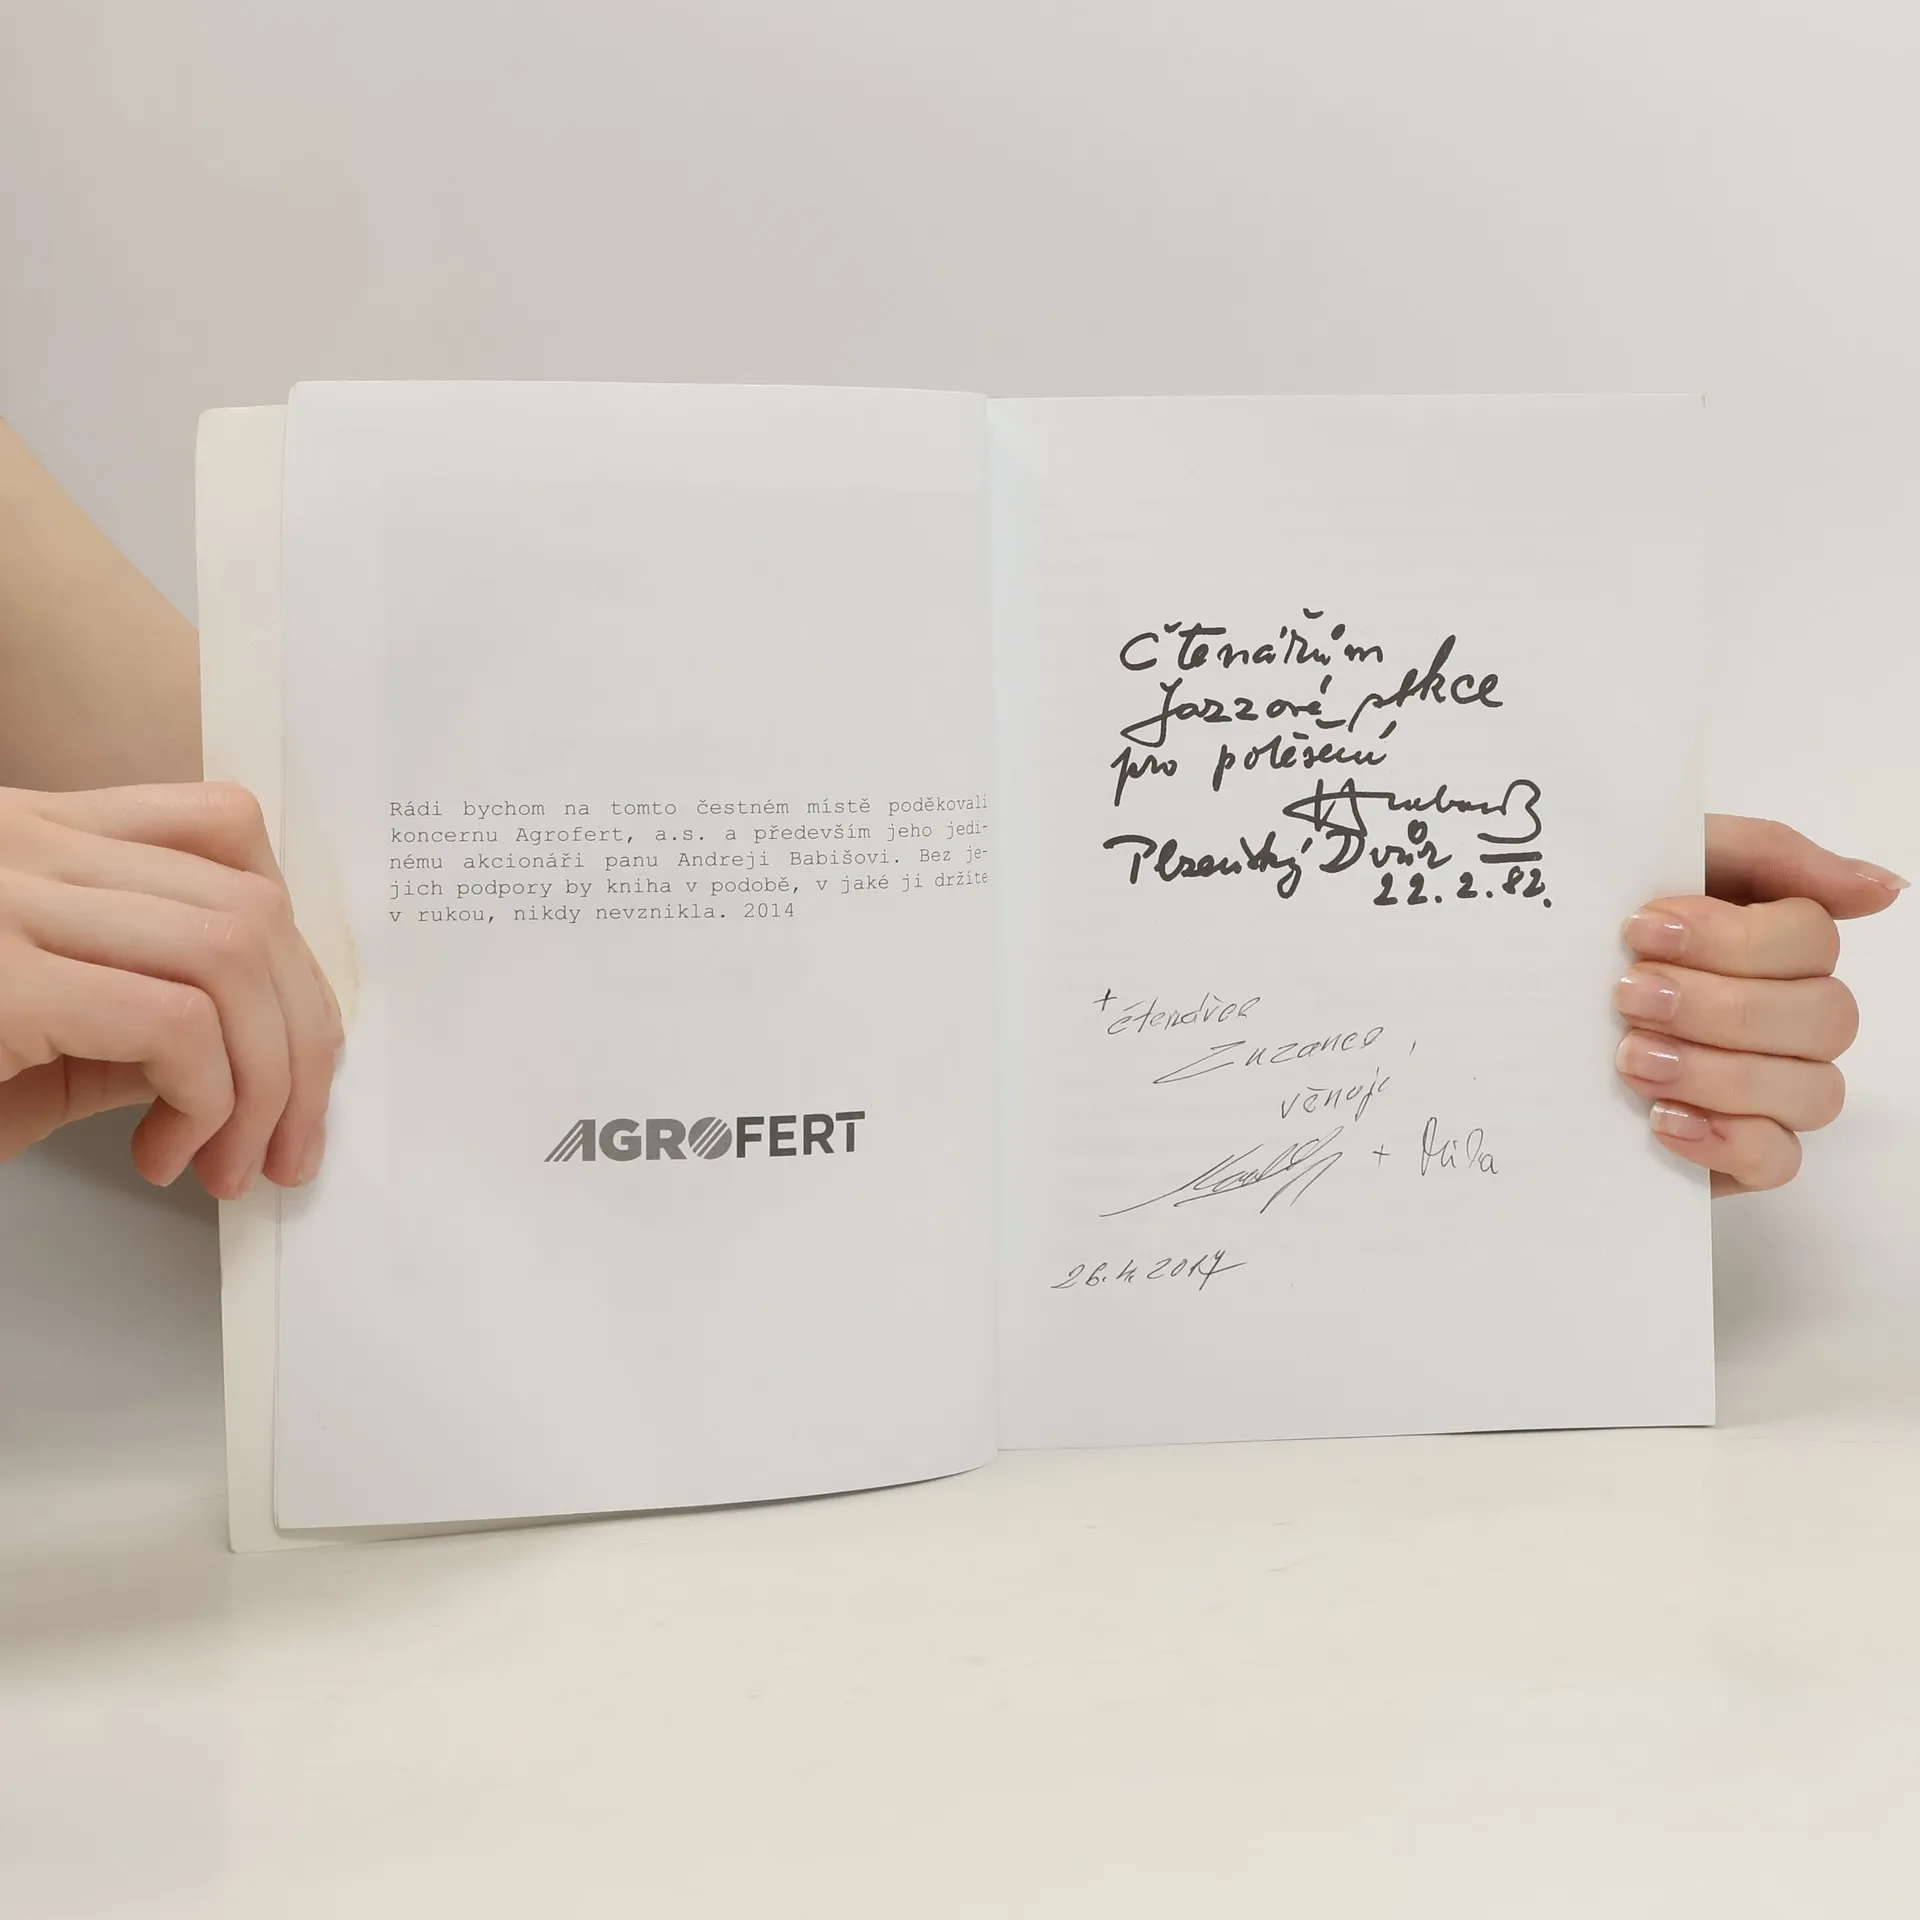 Rádi bychom na tomto čestném místě poděkovali
koncernu Agrofert, a.s. a především jeho jedi-
nému akcionáři panu Andreji Babišovi. Bez je-
jich podpory by kniha v podobě, v jaké ji držíte
v rukou, nikdy nevznikla. 2014
AGROFERT
Čtenářům
Jazzové sekce
pro potěšení
Plzeňský Dvůr
22.2.82.
+ čtenářce
Zuzance,
věnuje
+ Míla
26.4.2017